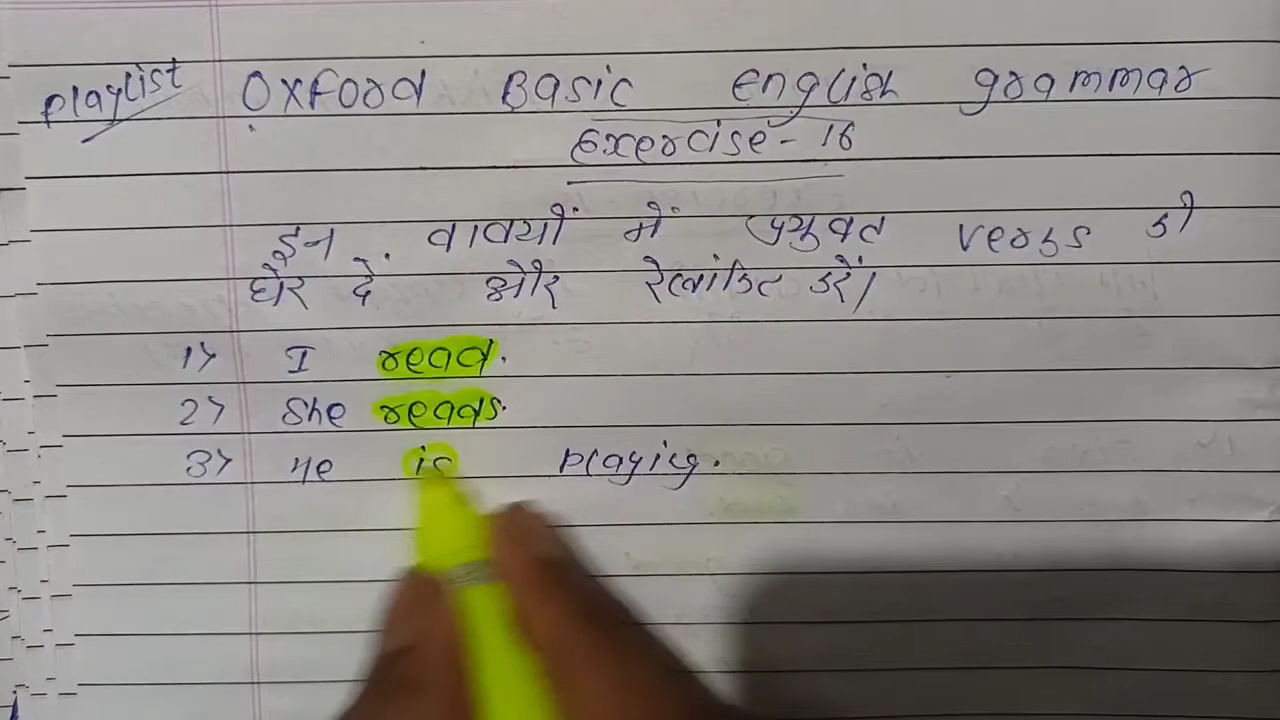 Playlist Oxford Basic English grammar
Exercise - 16
इन वाक्यों में प्रयुक्त verbs को
घेर दें और रेखांकित करें।
1> I read.
2> She reads.
3> He is playing.